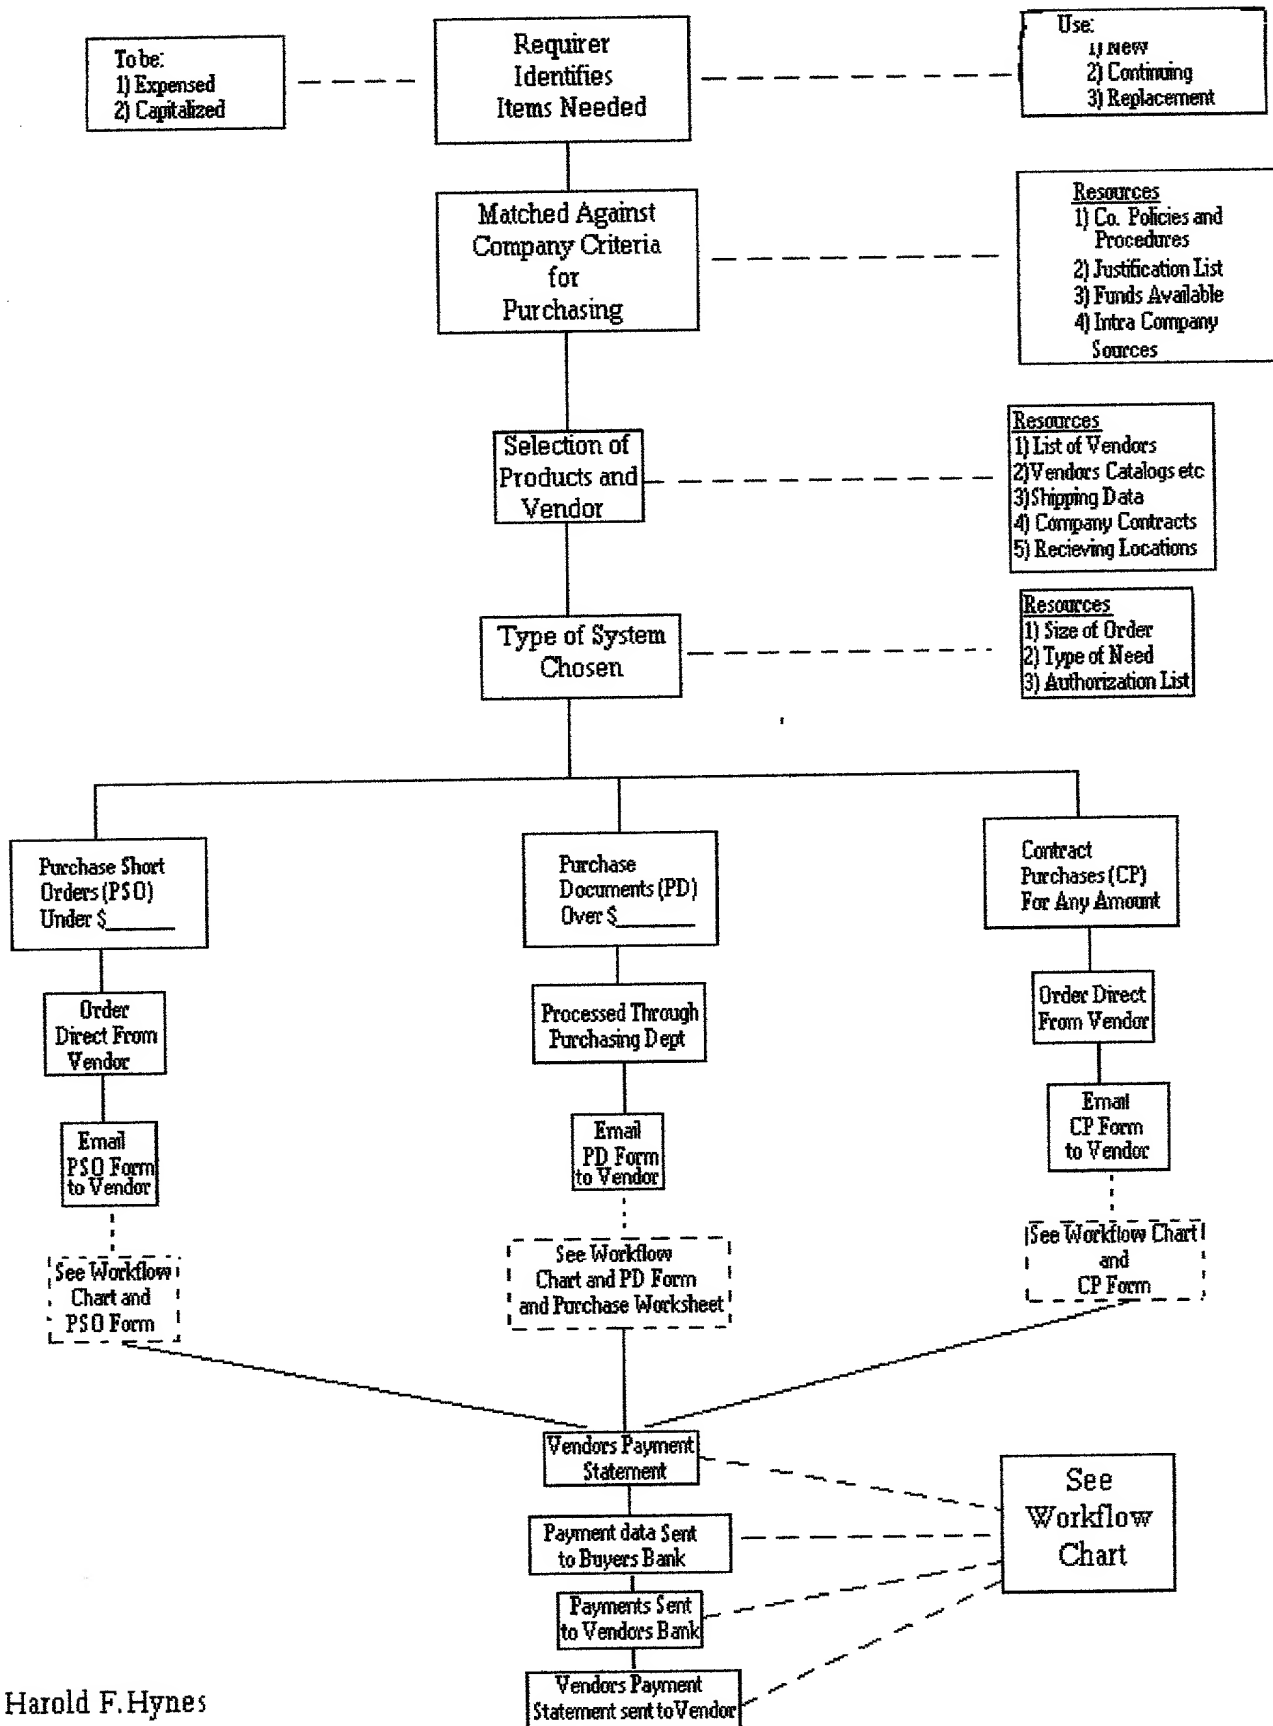 To be:
1) Expensed
2) Capitalized
Requirer
Identifies
Items Needed
Use:
1) New
2) Continuing
3) Replacement
Matched Against
Company Criteria
for
Purchasing
Resources
1) Co. Policies and
Procedures
2) Justification List
3) Funds Available
4) Intra Company
Sources
Selection of
Products and
Vendor
Resources
1) List of Vendors
2)Vendors Catalogs etc
3)Shipping Data
4) Company Contracts
5) Recieving Locations
Type of System
Chosen
Resources
1) Size of Order
2) Type of Need
3) Authorization List
Purchase Short
Orders (PSO)
Under $______
Purchase
Documents (PD)
Over $_______
Contract
Purchases (CP)
For Any Amount
Order
Direct From
Vendor
Processed Through
Purchasing Dept
Order Direct
From Vendor
Email
PSO Form
to Vendor
Email
PD Form
to Vendor
Email
CP Form
to Vendor
See Workflow
Chart and
PSO Form
See Workflow
Chart and PD Form
and Purchase Worksheet
See Workflow Chart
and
CP Form
Vendors Payment
Statement
Payment data Sent
to Buyers Bank
Payments Sent
to Vendors Bank
Vendors Payment
Statement sent to Vendor
See
Workflow
Chart
Harold F. Hynes